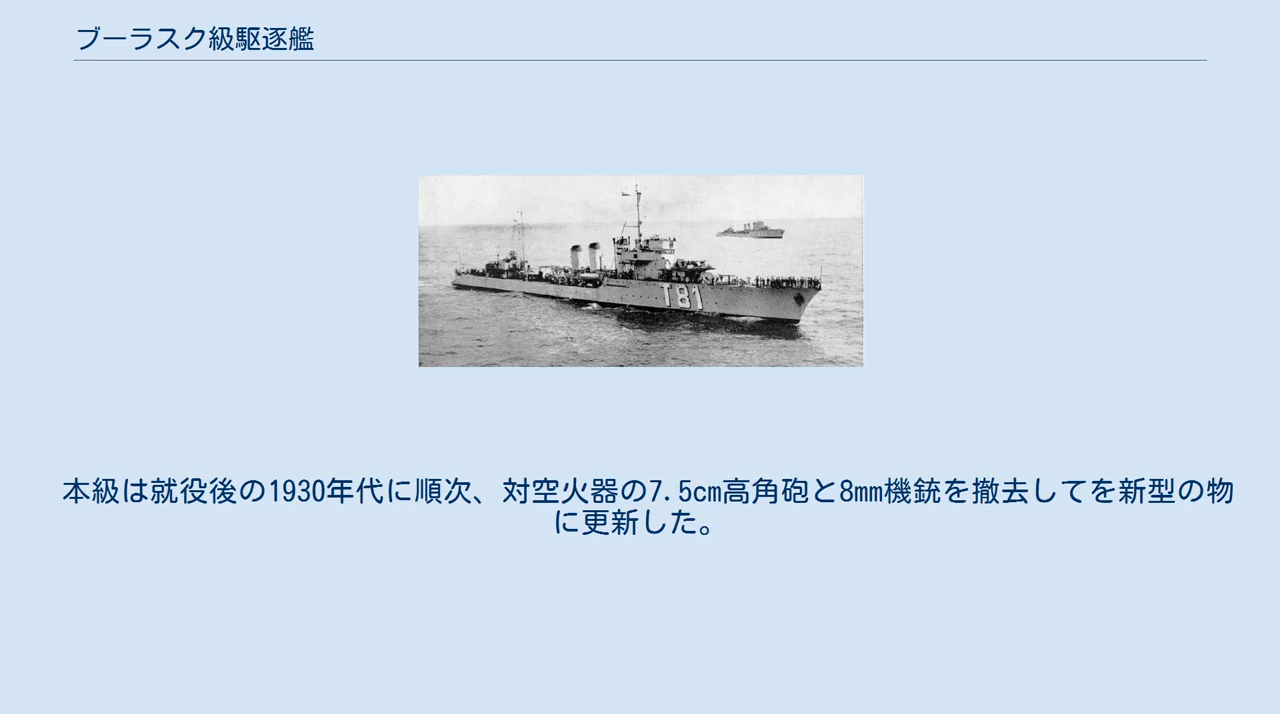 ブーラスク級駆逐艦
T81
本級は就役後の1930年代に順次、対空火器の7.5cm高角砲と8mm機銃を撤去してを新型の物
に更新した。